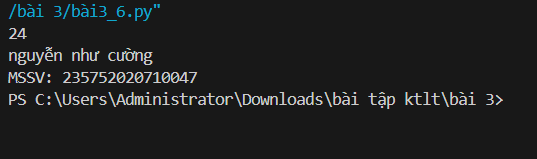 /bài 3/bài3_6.py"
24
nguyễn như cường
MSSV: 235752020710047
PS C:\Users\Administrator\Downloads\bài tập ktlt\bài 3>